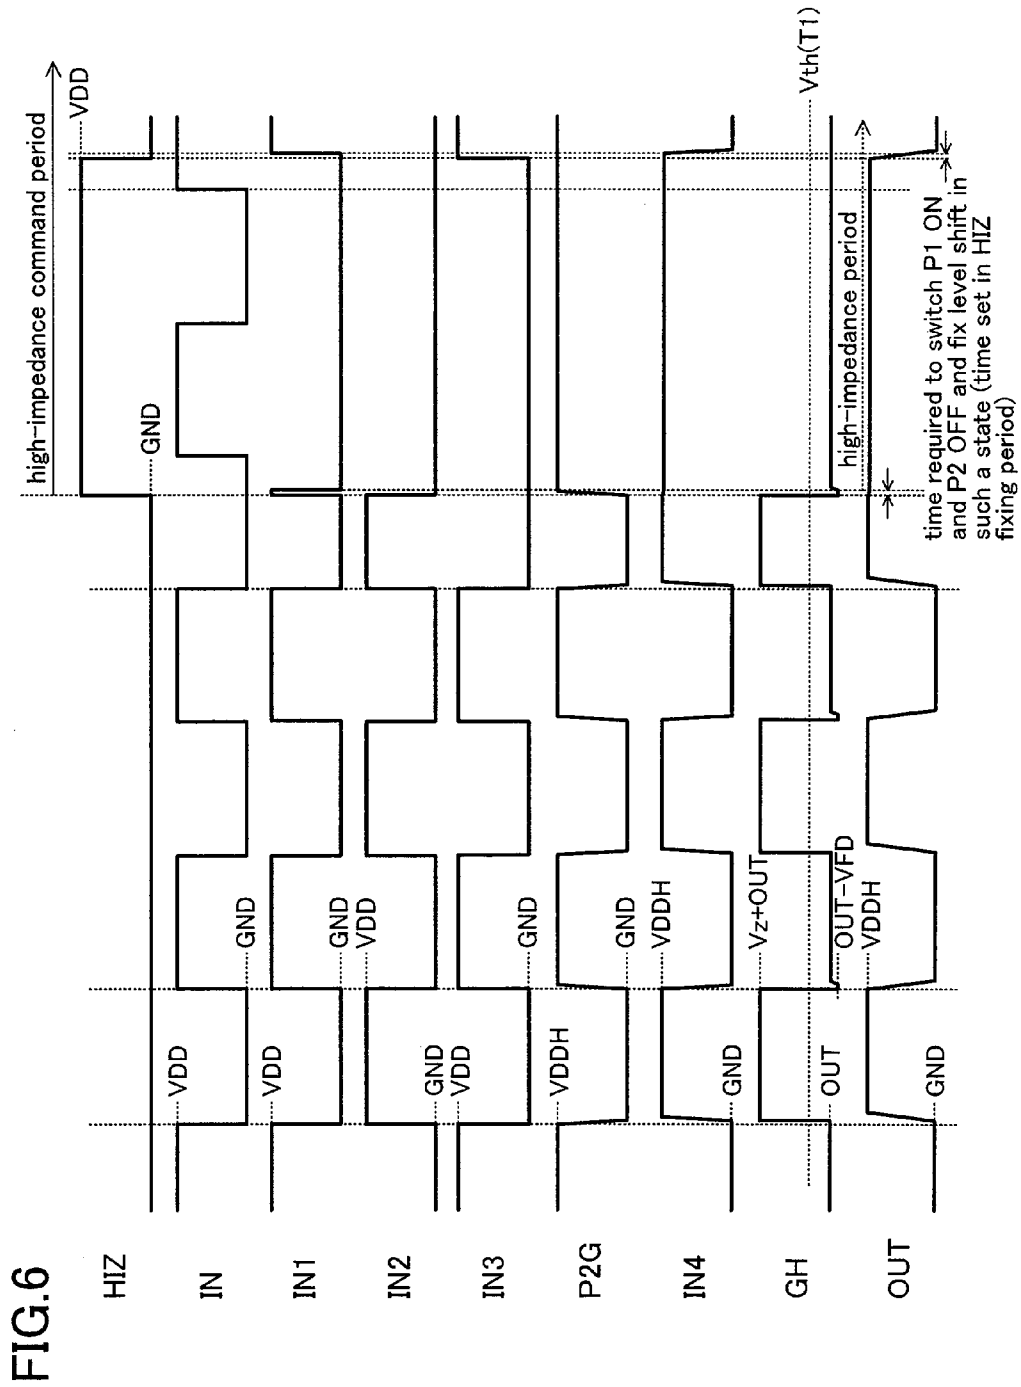 FIG.6
high-impedance command period
HIZ
VDD
GND
IN
VDD
GND
IN1
VDD
GND
IN2
VDD
GND
IN3
VDD
GND
P2G
VDDH
GND
IN4
VDDH
GND
GH
Vz+OUT
Vth(T1)
OUT
OUT-VFD
high-impedance period
OUT
VDDH
GND
time required to switch P1 ON
and P2 OFF and fix level shift in
such a state (time set in HIZ
fixing period)